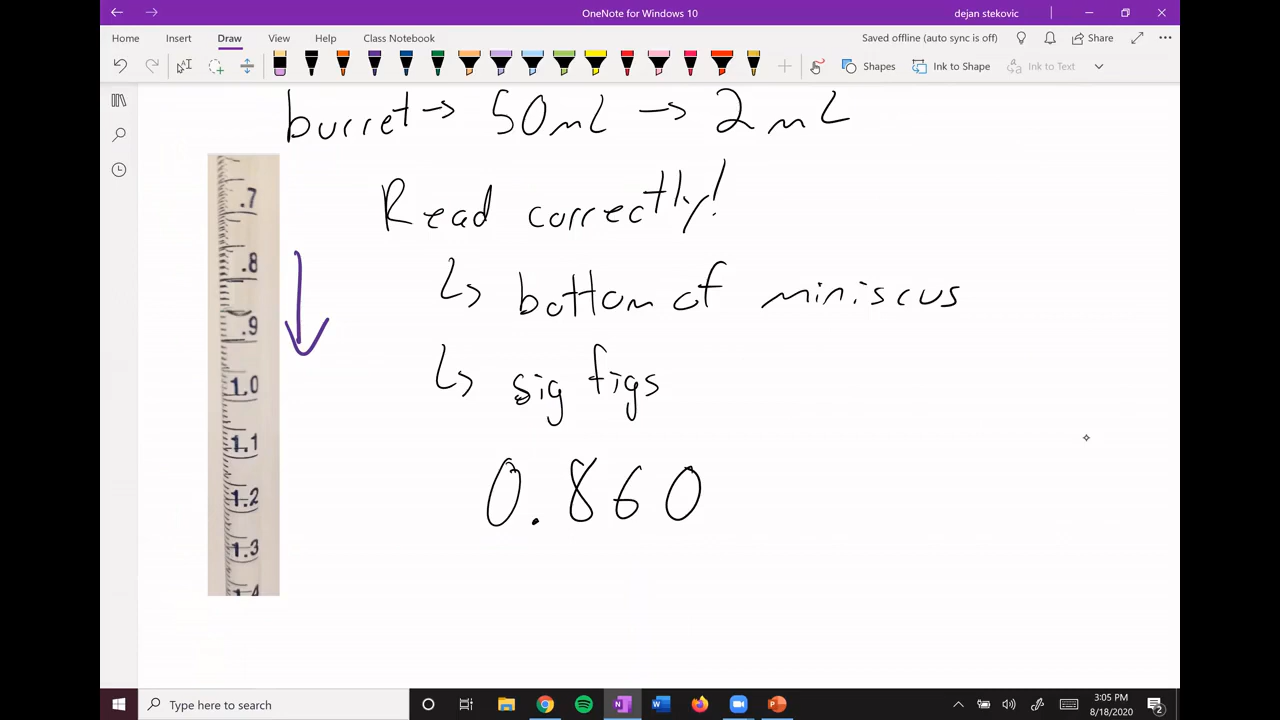 OneNote for Windows 10
dejan stekovic
Home Insert Draw View Help Class Notebook
Saved offline (auto sync is off)
Share
Shapes
Ink to Shape
Ink to Text
burret → 50mL → 2mL
Read correctly!
↳ bottom of miniscus
↳ sig figs
0.860
.7
.8
.9
1.0
1.1
1.2
1.3
1.4
Type here to search
3:05 PM
8/18/2020
2